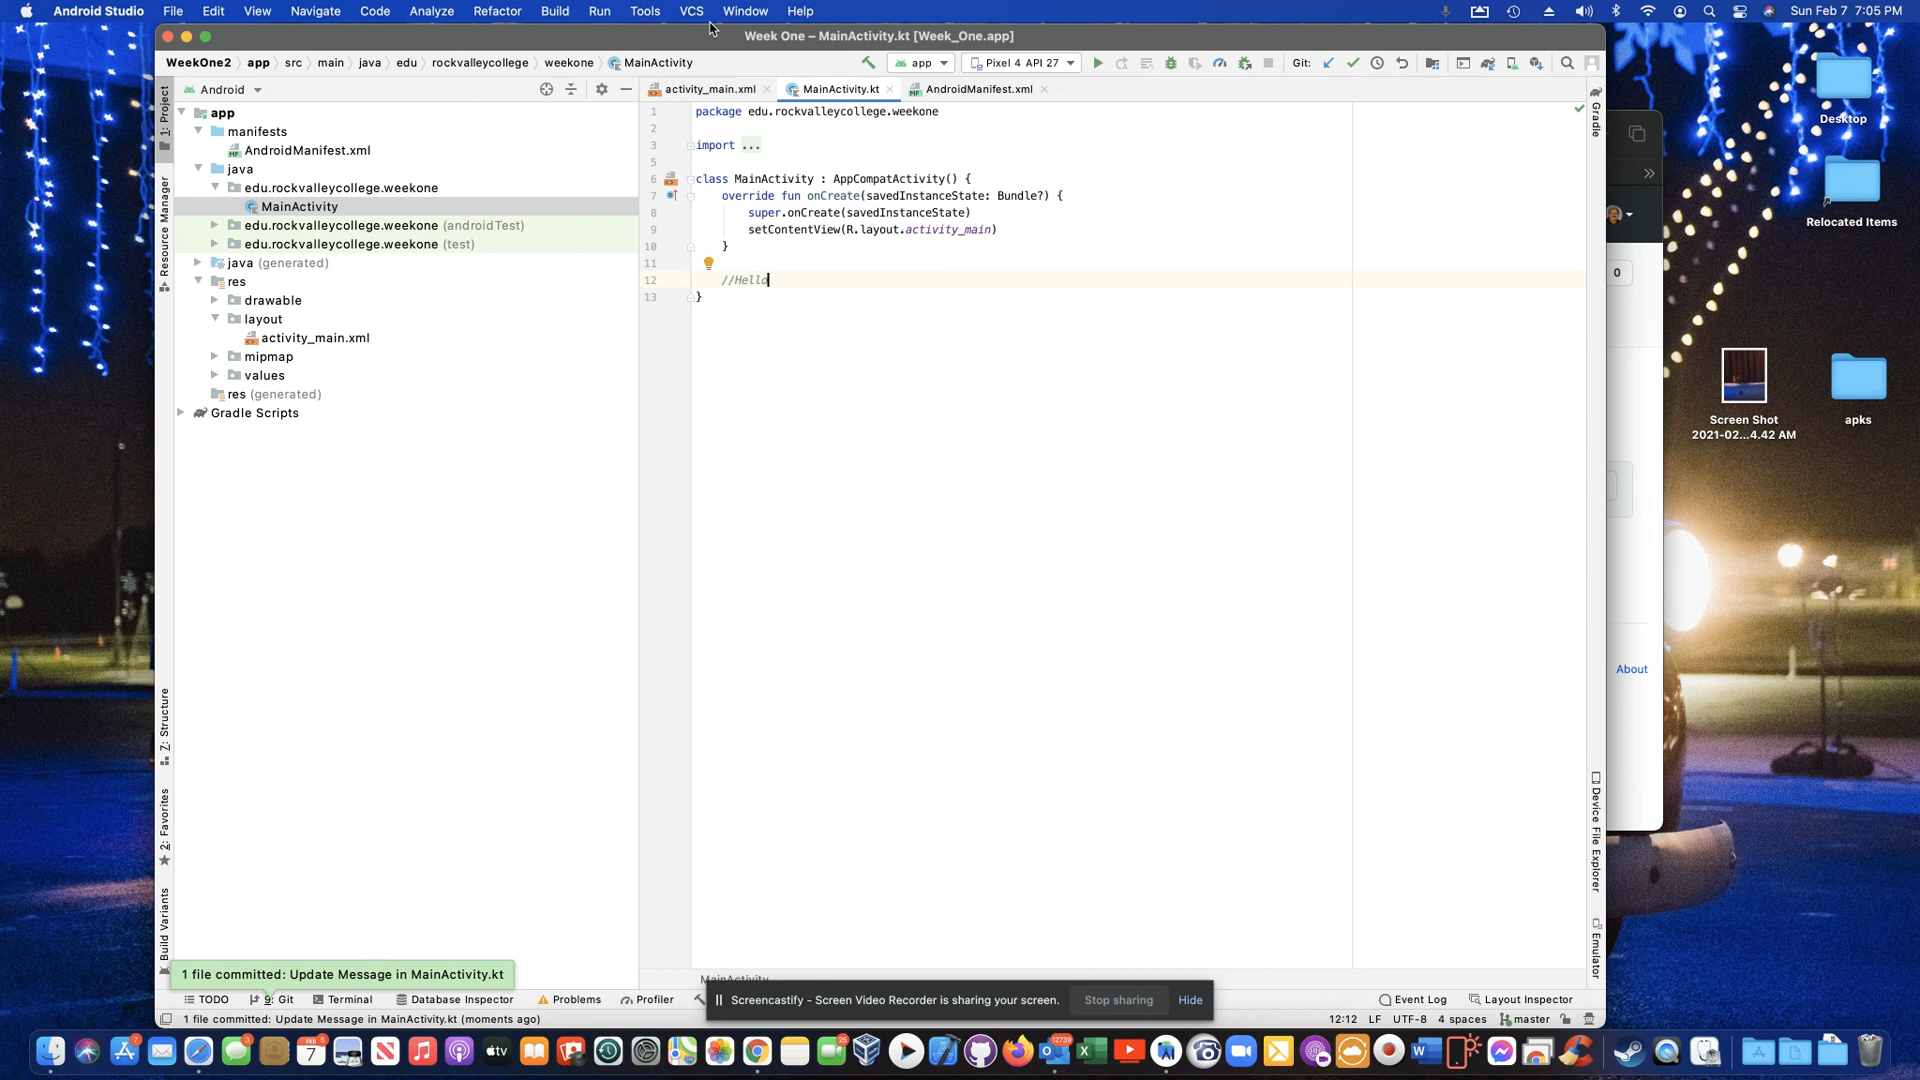 Android Studio File Edit View Navigate Code Analyze Refactor Build Run Tools VCS Window Help Sun Feb 7 7:05 PM
Week One – MainActivity.kt [Week_One.app]
WeekOne2 app src main java edu rockvalleycollege weekone MainActivity app Pixel 4 API 27 Git:
1: Project
Resource Manager
Z: Structure
2: Favorites
Build Variants
Android
app
manifests
AndroidManifest.xml
java
edu.rockvalleycollege.weekone
MainActivity
edu.rockvalleycollege.weekone (androidTest)
edu.rockvalleycollege.weekone (test)
java (generated)
res
drawable
layout
activity_main.xml
mipmap
values
res (generated)
Gradle Scripts
activity_main.xml MainActivity.kt AndroidManifest.xml
1 package edu.rockvalleycollege.weekone
2
3 import ...
5
6 class MainActivity : AppCompatActivity() {
7 override fun onCreate(savedInstanceState: Bundle?) {
8 super.onCreate(savedInstanceState)
9 setContentView(R.layout.activity_main)
10 }
11
12 //Hello
13 }
MainActivity
Gradle
Device File Explorer
Emulator
0
About
Desktop
Relocated Items
Screen Shot
2021-02...4.42 AM
apks
1 file committed: Update Message in MainActivity.kt
TODO 9: Git Terminal Database Inspector Problems Profiler Event Log Layout Inspector
Screencastify - Screen Video Recorder is sharing your screen. Stop sharing Hide
1 file committed: Update Message in MainActivity.kt (moments ago) 12:12 LF UTF-8 4 spaces master
7
3
FEB
7
tv
25
12739